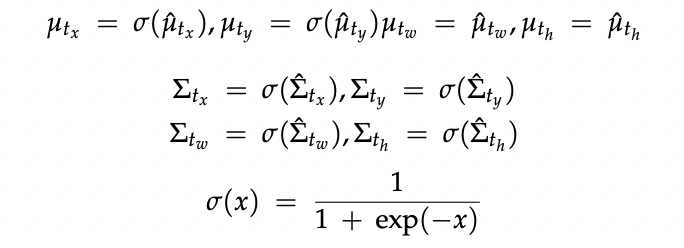 μ_{t_x} = σ(μ̂_{t_x}), μ_{t_y} = σ(μ̂_{t_y})μ_{t_w} = μ̂_{t_w}, μ_{t_h} = μ̂_{t_h}
Σ_{t_x} = σ(Σ̂_{t_x}), Σ_{t_y} = σ(Σ̂_{t_y})
Σ_{t_w} = σ(Σ̂_{t_w}), Σ_{t_h} = σ(Σ̂_{t_h})
σ(x) = 1 / (1 + exp(−x))